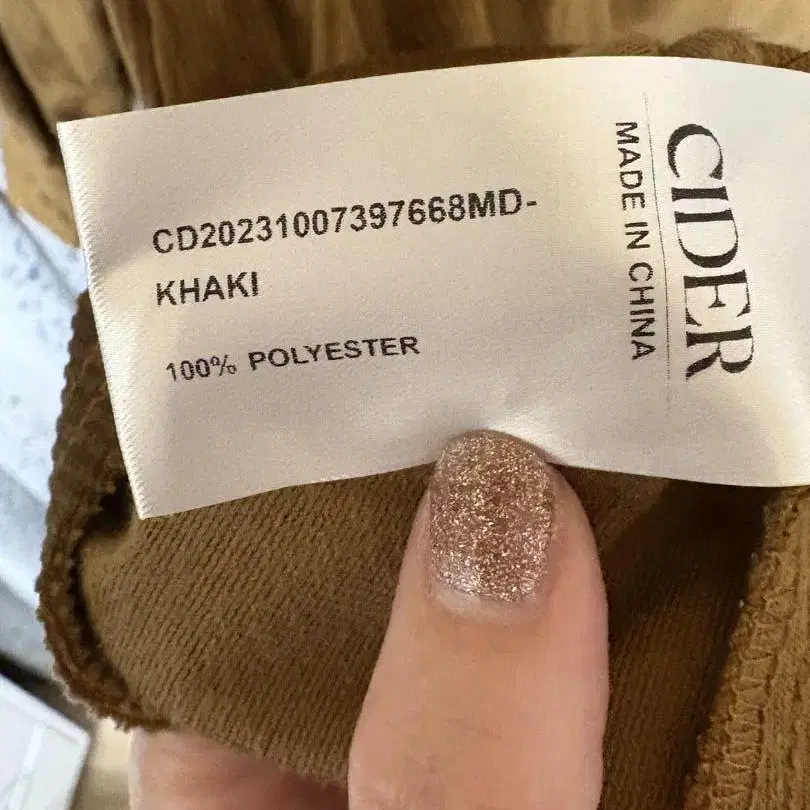 CD20231007397668MD-
KHAKI
100% POLYESTER
CIDER
MADE IN CHINA